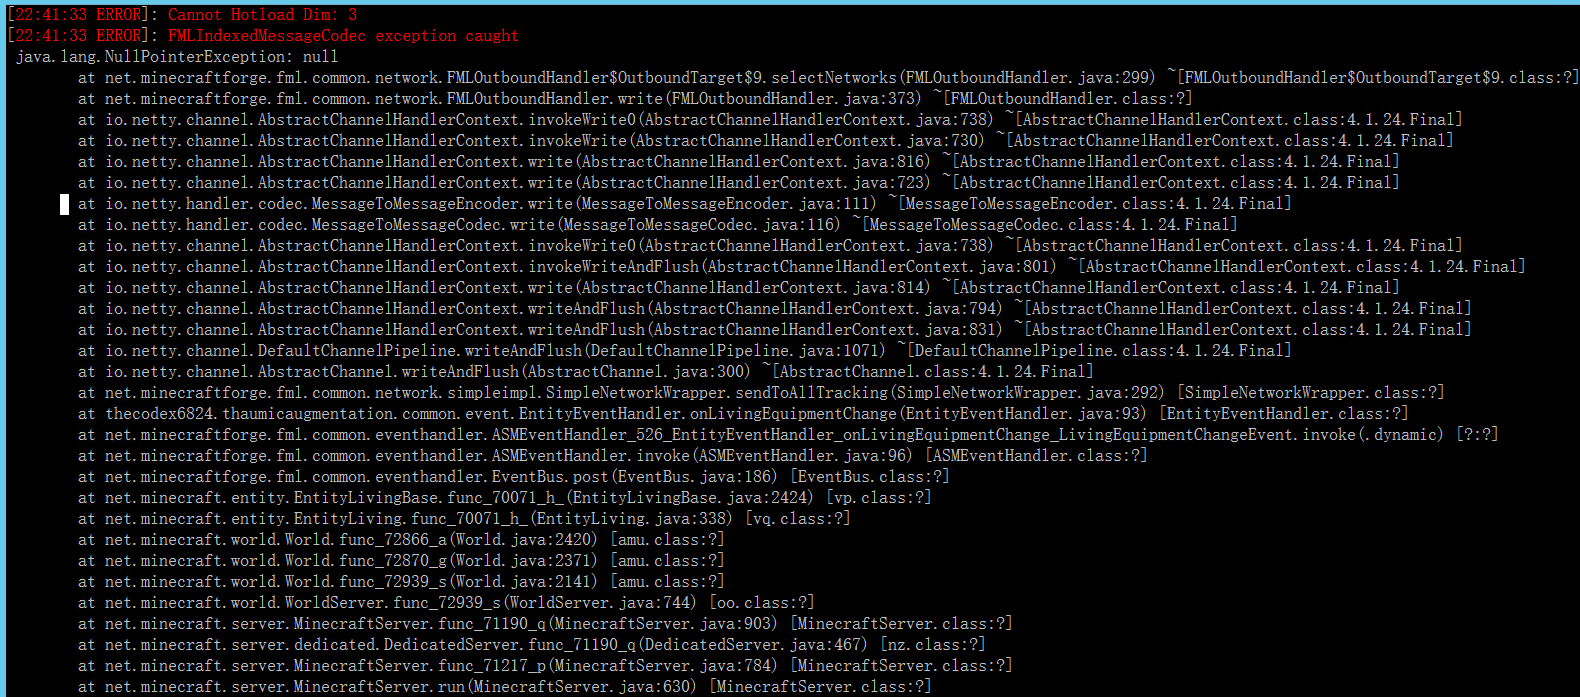 [22:41:33 ERROR]: Cannot Hotload Dim: 3
[22:41:33 ERROR]: FMLIndexedMessageCodec exception caught
java.lang.NullPointerException: null
at net.minecraftforge.fml.common.network.FMLOutboundHandler$OutboundTarget$9.selectNetworks(FMLOutboundHandler.java:299) ~[FMLOutboundHandler$OutboundTarget$9.class:?]
at net.minecraftforge.fml.common.network.FMLOutboundHandler.write(FMLOutboundHandler.java:373) ~[FMLOutboundHandler.class:?]
at io.netty.channel.AbstractChannelHandlerContext.invokeWrite0(AbstractChannelHandlerContext.java:738) ~[AbstractChannelHandlerContext.class:4.1.24.Final]
at io.netty.channel.AbstractChannelHandlerContext.invokeWrite(AbstractChannelHandlerContext.java:730) ~[AbstractChannelHandlerContext.class:4.1.24.Final]
at io.netty.channel.AbstractChannelHandlerContext.write(AbstractChannelHandlerContext.java:816) ~[AbstractChannelHandlerContext.class:4.1.24.Final]
at io.netty.channel.AbstractChannelHandlerContext.write(AbstractChannelHandlerContext.java:723) ~[AbstractChannelHandlerContext.class:4.1.24.Final]
at io.netty.handler.codec.MessageToMessageEncoder.write(MessageToMessageEncoder.java:111) ~[MessageToMessageEncoder.class:4.1.24.Final]
at io.netty.handler.codec.MessageToMessageCodec.write(MessageToMessageCodec.java:116) ~[MessageToMessageCodec.class:4.1.24.Final]
at io.netty.channel.AbstractChannelHandlerContext.invokeWrite0(AbstractChannelHandlerContext.java:738) ~[AbstractChannelHandlerContext.class:4.1.24.Final]
at io.netty.channel.AbstractChannelHandlerContext.invokeWriteAndFlush(AbstractChannelHandlerContext.java:801) ~[AbstractChannelHandlerContext.class:4.1.24.Final]
at io.netty.channel.AbstractChannelHandlerContext.write(AbstractChannelHandlerContext.java:814) ~[AbstractChannelHandlerContext.class:4.1.24.Final]
at io.netty.channel.AbstractChannelHandlerContext.writeAndFlush(AbstractChannelHandlerContext.java:794) ~[AbstractChannelHandlerContext.class:4.1.24.Final]
at io.netty.channel.AbstractChannelHandlerContext.writeAndFlush(AbstractChannelHandlerContext.java:831) ~[AbstractChannelHandlerContext.class:4.1.24.Final]
at io.netty.channel.DefaultChannelPipeline.writeAndFlush(DefaultChannelPipeline.java:1071) ~[DefaultChannelPipeline.class:4.1.24.Final]
at io.netty.channel.AbstractChannel.writeAndFlush(AbstractChannel.java:300) ~[AbstractChannel.class:4.1.24.Final]
at net.minecraftforge.fml.common.network.simpleimpl.SimpleNetworkWrapper.sendToAllTracking(SimpleNetworkWrapper.java:292) [SimpleNetworkWrapper.class:?]
at thecodex6824.thaumicaugmentation.common.event.EntityEventHandler.onLivingEquipmentChange(EntityEventHandler.java:93) [EntityEventHandler.class:?]
at net.minecraftforge.fml.common.eventhandler.ASMEventHandler_526_EntityEventHandler_onLivingEquipmentChange_LivingEquipmentChangeEvent.invoke(.dynamic) [?:?]
at net.minecraftforge.fml.common.eventhandler.ASMEventHandler.invoke(ASMEventHandler.java:96) [ASMEventHandler.class:?]
at net.minecraftforge.fml.common.eventhandler.EventBus.post(EventBus.java:186) [EventBus.class:?]
at net.minecraft.entity.EntityLivingBase.func_70071_h_(EntityLivingBase.java:2424) [vp.class:?]
at net.minecraft.entity.EntityLiving.func_70071_h_(EntityLiving.java:338) [vq.class:?]
at net.minecraft.world.World.func_72866_a(World.java:2420) [amu.class:?]
at net.minecraft.world.World.func_72870_g(World.java:2371) [amu.class:?]
at net.minecraft.world.World.func_72939_s(World.java:2141) [amu.class:?]
at net.minecraft.world.WorldServer.func_72939_s(WorldServer.java:744) [oo.class:?]
at net.minecraft.server.MinecraftServer.func_71190_q(MinecraftServer.java:903) [MinecraftServer.class:?]
at net.minecraft.server.dedicated.DedicatedServer.func_71190_q(DedicatedServer.java:467) [nz.class:?]
at net.minecraft.server.MinecraftServer.func_71217_p(MinecraftServer.java:784) [MinecraftServer.class:?]
at net.minecraft.server.MinecraftServer.run(MinecraftServer.java:630) [MinecraftServer.class:?]